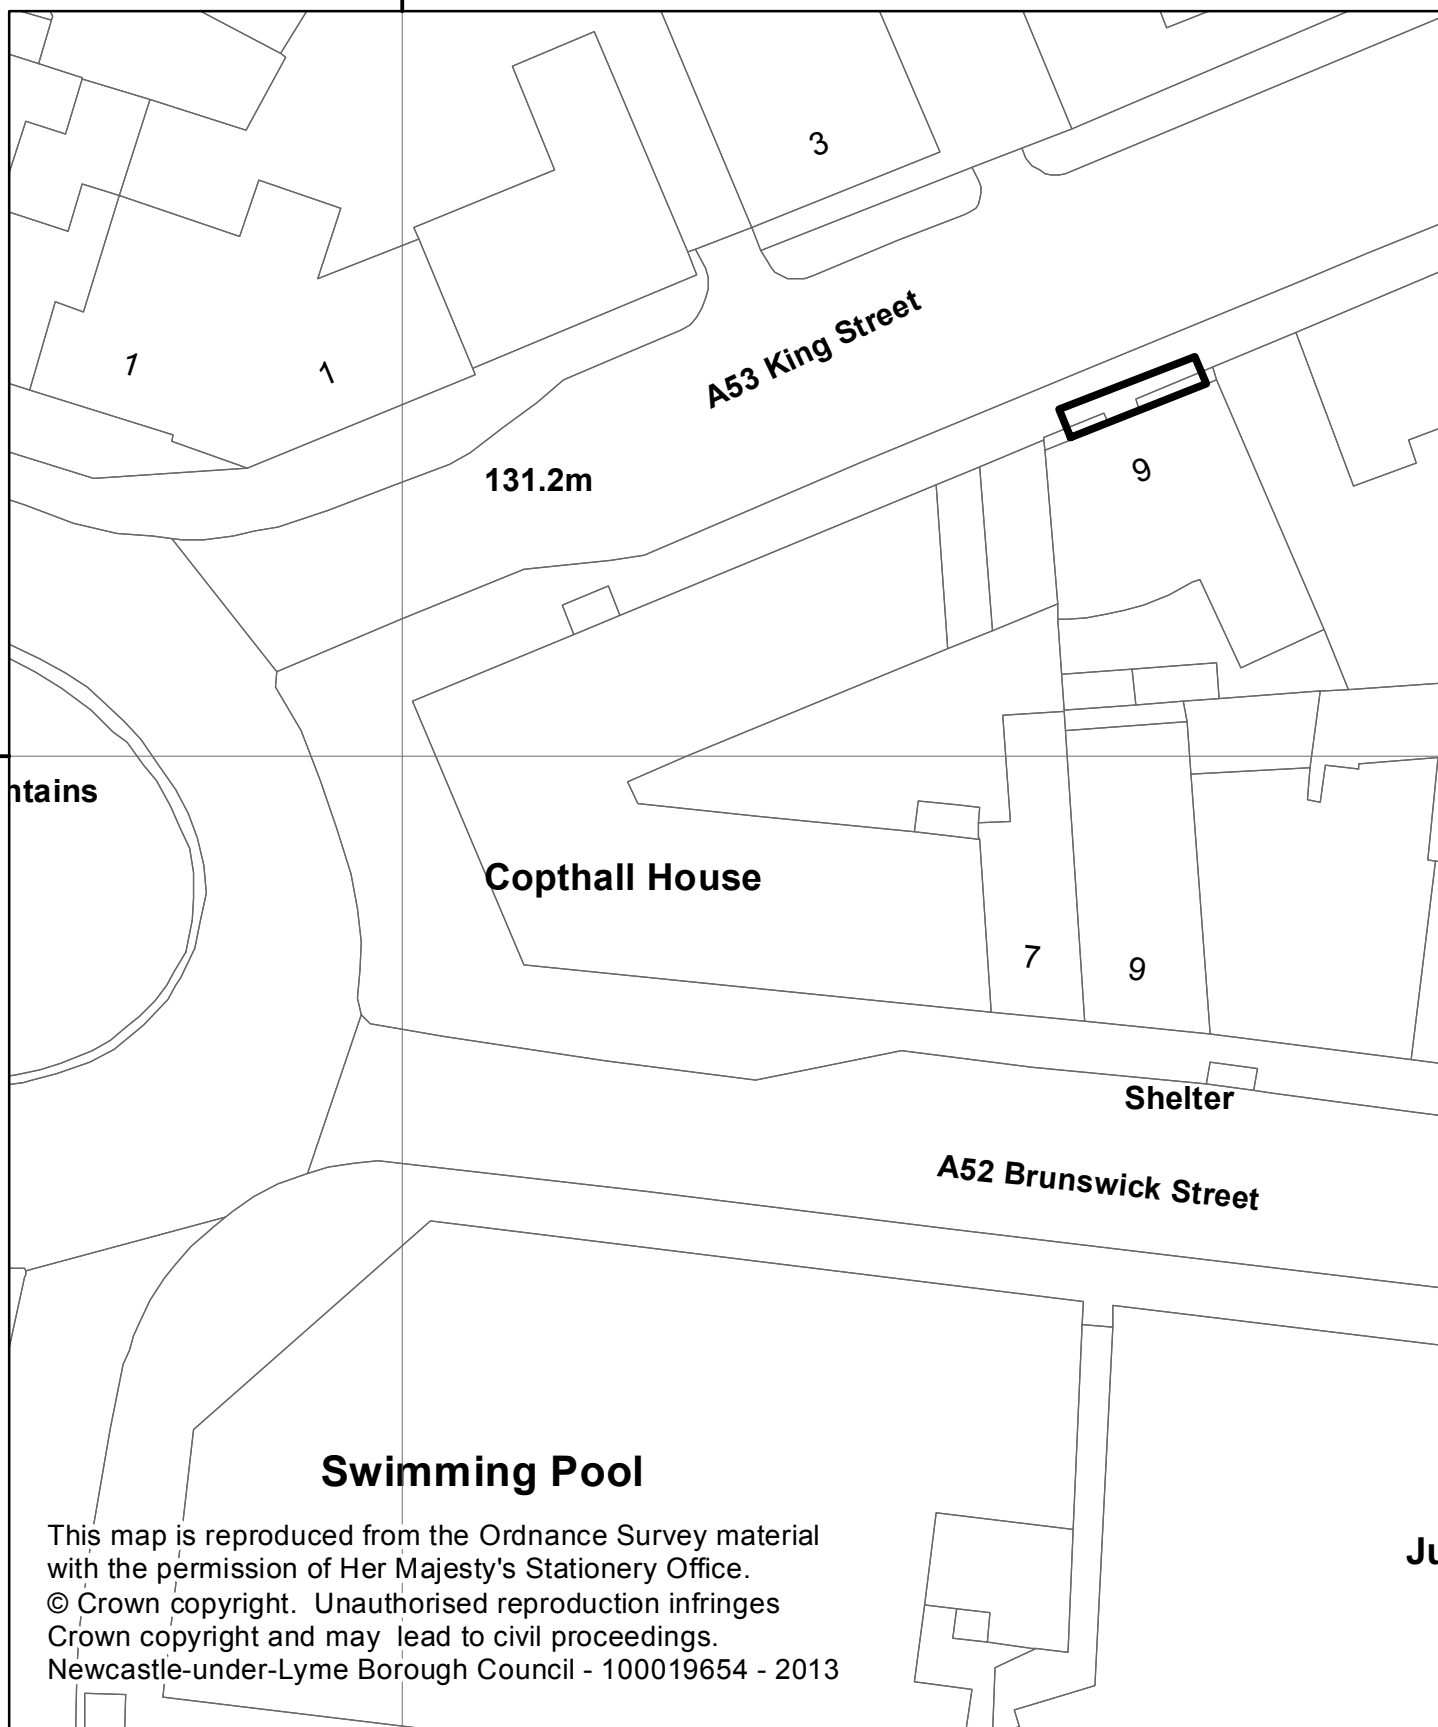 3
1
1
A53 King Street
131.2m
9
ntains
Copthall House
7
9
Shelter
A52 Brunswick Street
Swimming Pool
This map is reproduced from the Ordnance Survey material
with the permission of Her Majesty's Stationery Office.
© Crown copyright. Unauthorised reproduction infringes
Crown copyright and may lead to civil proceedings.
Newcastle-under-Lyme Borough Council - 100019654 - 2013
Ju